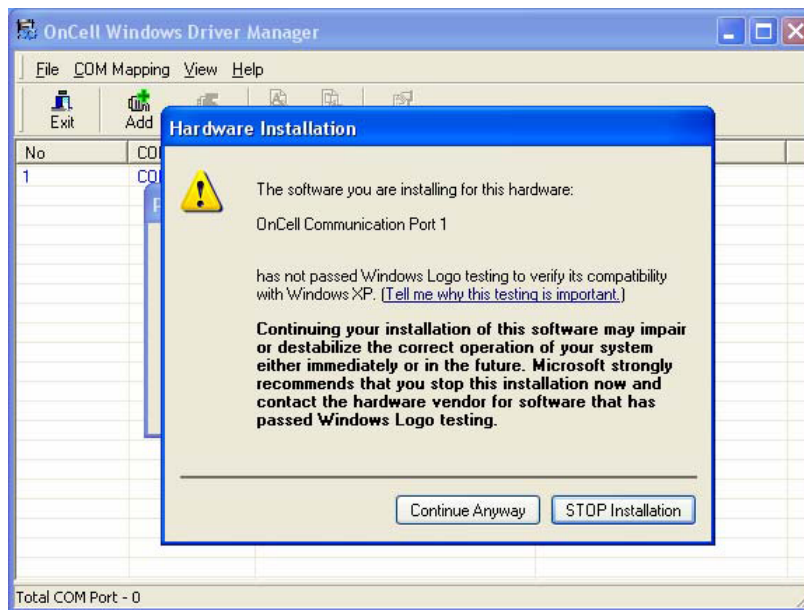 OnCell Windows Driver Manager
File COM Mapping View Help
Exit Add
Hardware Installation
No
1
The software you are installing for this hardware:
OnCell Communication Port 1
has not passed Windows Logo testing to verify its compatibility
with Windows XP. (Tell me why this testing is important.)
Continuing your installation of this software may impair
or destabilize the correct operation of your system
either immediately or in the future. Microsoft strongly
recommends that you stop this installation now and
contact the hardware vendor for software that has
passed Windows Logo testing.
Continue Anyway STOP Installation
Total COM Port - 0